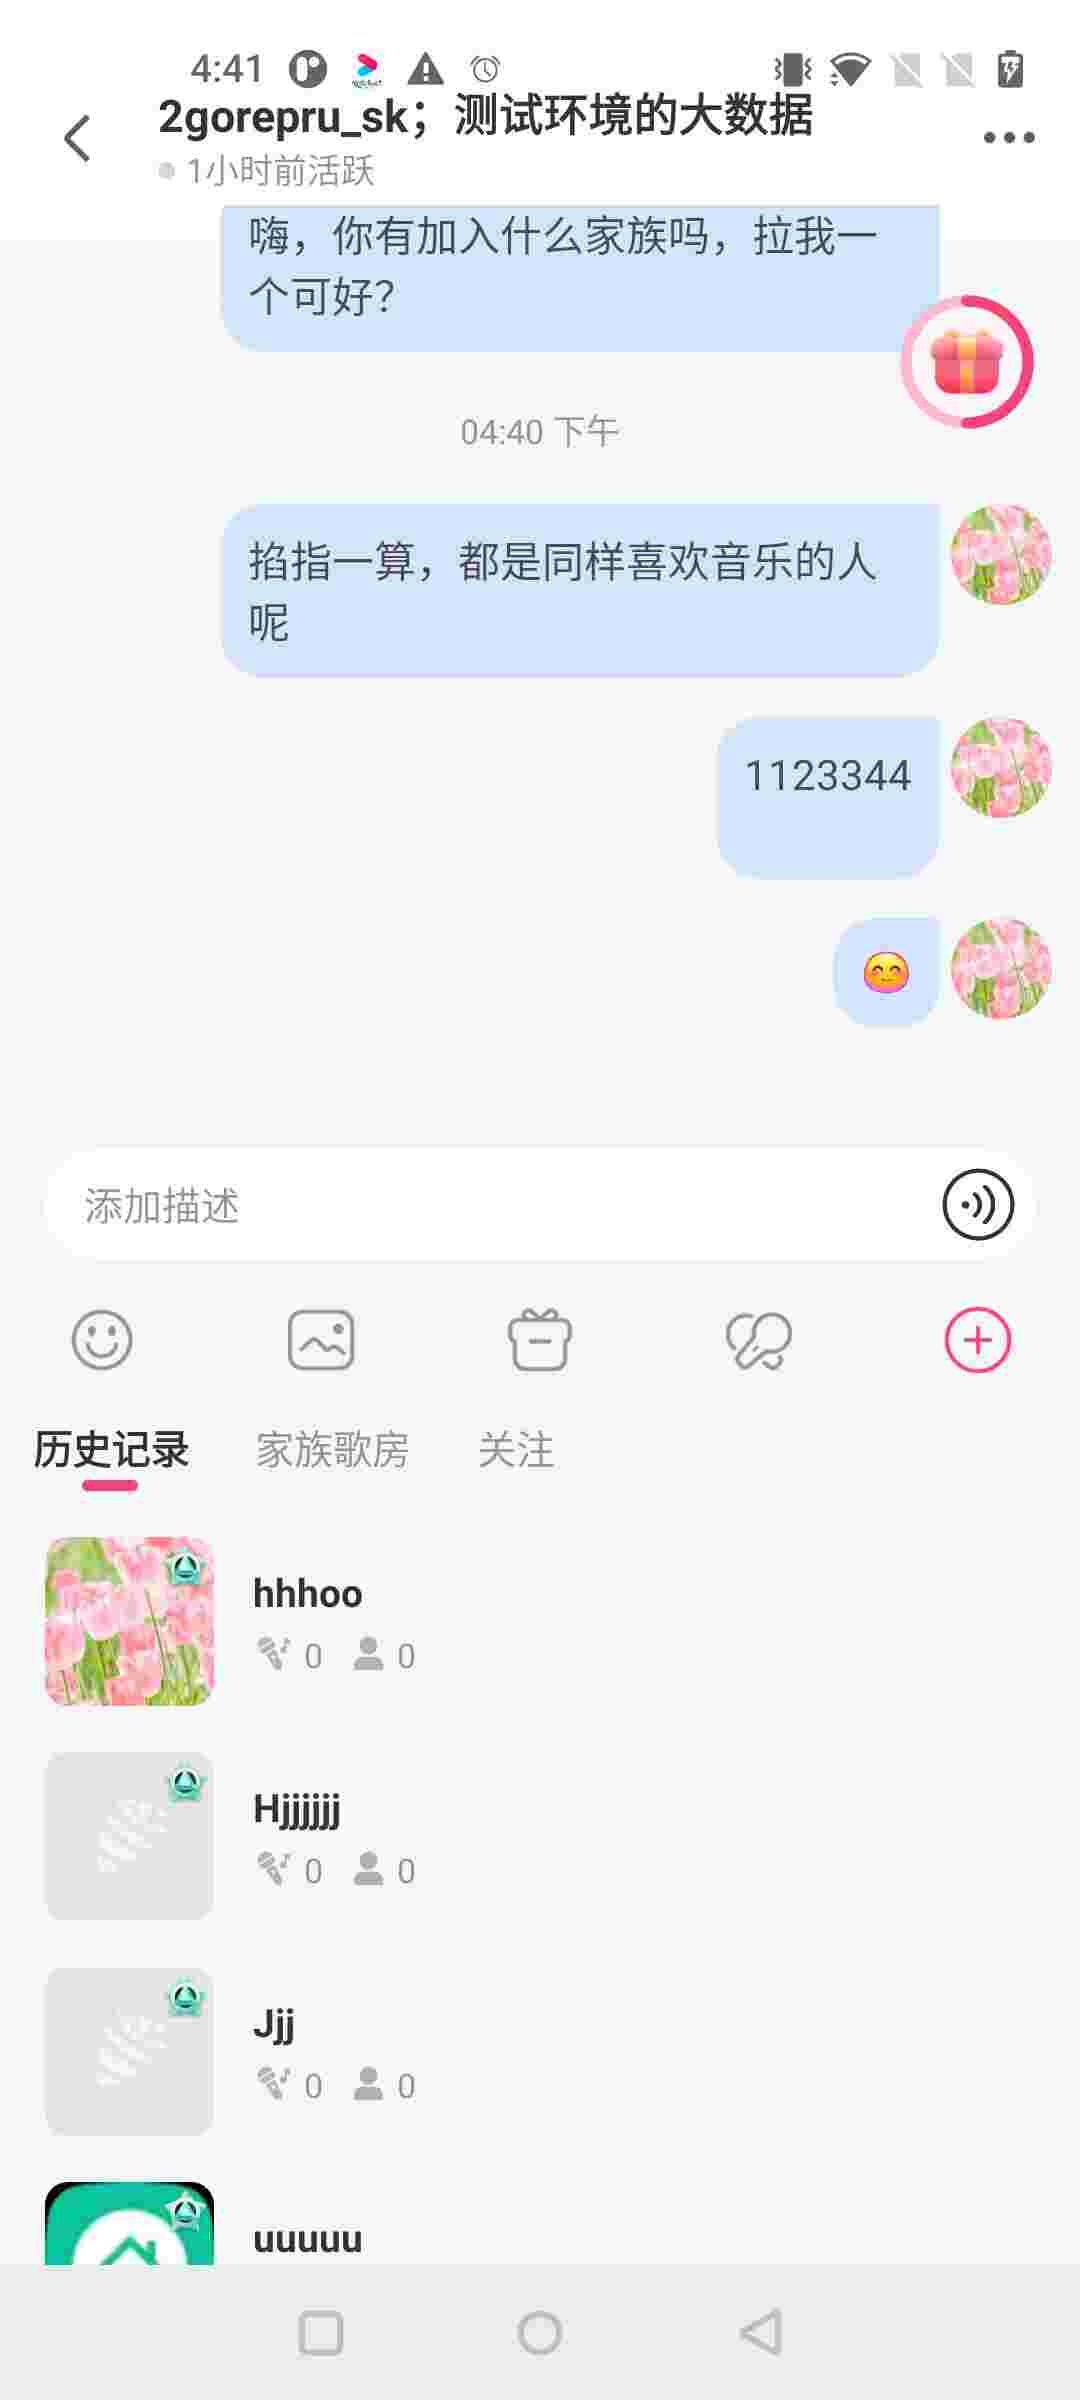 4:41
2gorepru_sk；测试环境的大数据
1小时前活跃
嗨，你有加入什么家族吗，拉我一
个可好？
04:40 下午
掐指一算，都是同样喜欢音乐的人
呢
1123344
添加描述
历史记录 家族歌房 关注
hhhoo
0 0
Hjjjjjj
0 0
Jjj
0 0
uuuuu